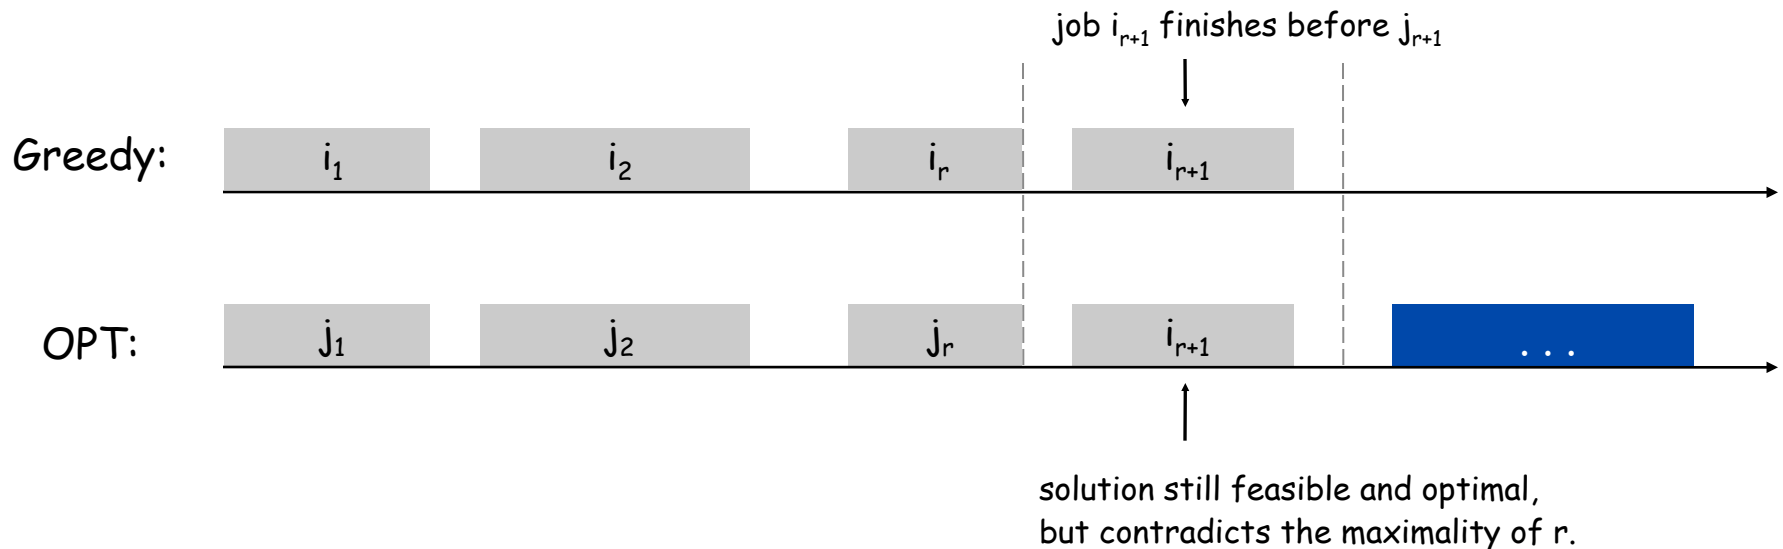 job i_{r+1} finishes before j_{r+1}
Greedy: i_1 i_2 i_r i_{r+1}
OPT: j_1 j_2 j_r i_{r+1} . . .
solution still feasible and optimal,
but contradicts the maximality of r.